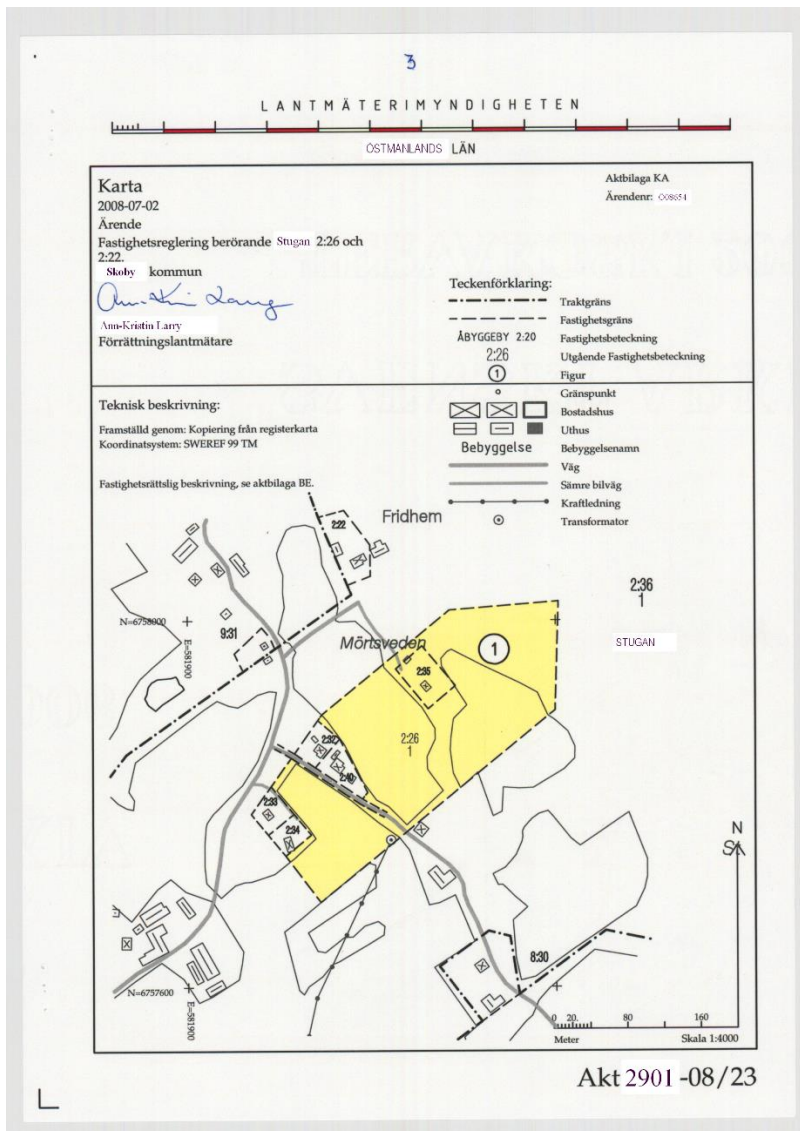 3
LANTMÄTERIMYNDIGHETEN
ÖSTMANLANDS LÄN
Karta
2008-07-02
Ärende
Fastighetsreglering berörande Stugan 2:26 och
2:22.
Skoby kommun
Ann-Kristin Larry
Förrättningslantmätare
Aktbilaga KA
Ärendenr: O08654
Teckenförklaring:
Traktgräns
Fastighetsgräns
ÅBYGGEBY 2:20 Fastighetsbeteckning
2:26 Utgående Fastighetsbeteckning
1 Figur
Gränspunkt
Bostadshus
Uthus
Bebyggelse Bebyggelsenamn
Väg
Sämre bilväg
Kraftledning
Transformator
Teknisk beskrivning:
Framställd genom: Kopiering från registerkarta
Koordinatsystem: SWEREF 99 TM
Fastighetsrättslig beskrivning, se aktbilaga BE.
Fridhem
2:22
2:36
1
N=6758000
E=581900
9:31
Mörtsveden
1
STUGAN
2:35
2:26
1
2:32
2:40
2:33
2:34
N
8:30
N=6757600
E=581900
0 20 80 160
Meter
Skala 1:4000
Akt 2901-08/23